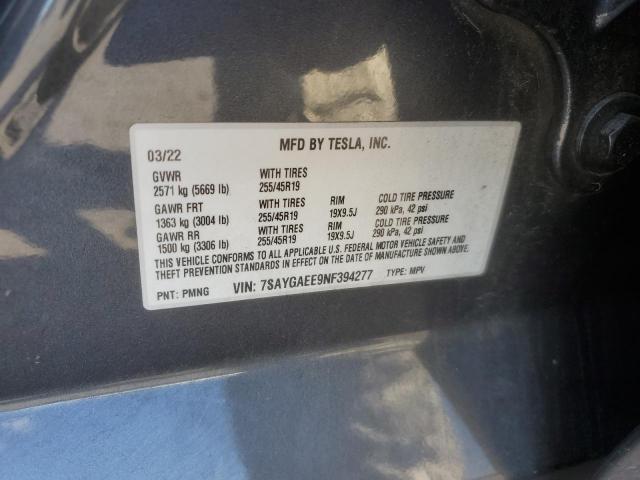 MFD BY TESLA, INC.
03/22
GVWR WITH TIRES
2571 kg (5669 lb) 255/45R19
GAWR FRT WITH TIRES RIM COLD TIRE PRESSURE
1363 kg (3004 lb) 255/45R19 19X9.5J 290 kPa, 42 psi
GAWR RR WITH TIRES RIM COLD TIRE PRESSURE
1500 kg (3306 lb) 255/45R19 19X9.5J 290 kPa, 42 psi
THIS VEHICLE CONFORMS TO ALL APPLICABLE U.S. FEDERAL MOTOR VEHICLE SAFETY AND
THEFT PREVENTION STANDARDS IN EFFECT ON THE DATE OF MANUFACTURE SHOWN ABOVE.
PNT: PMNG VIN: 7SAYGAEE9NF394277 TYPE: MPV